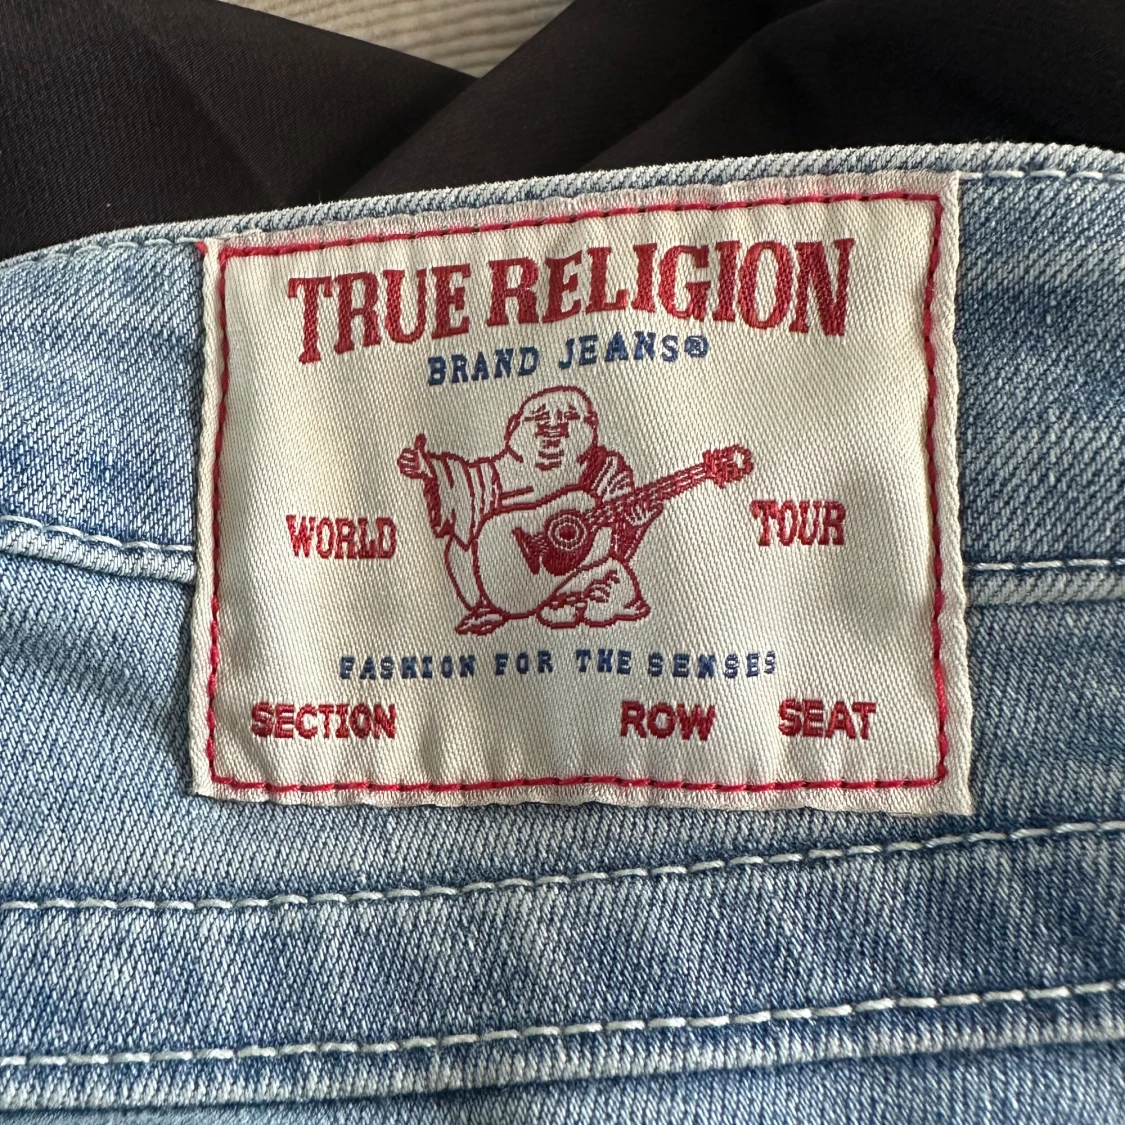 TRUE RELIGION
BRAND JEANS®
WORLD TOUR
FASHION FOR THE SENSES
SECTION ROW SEAT